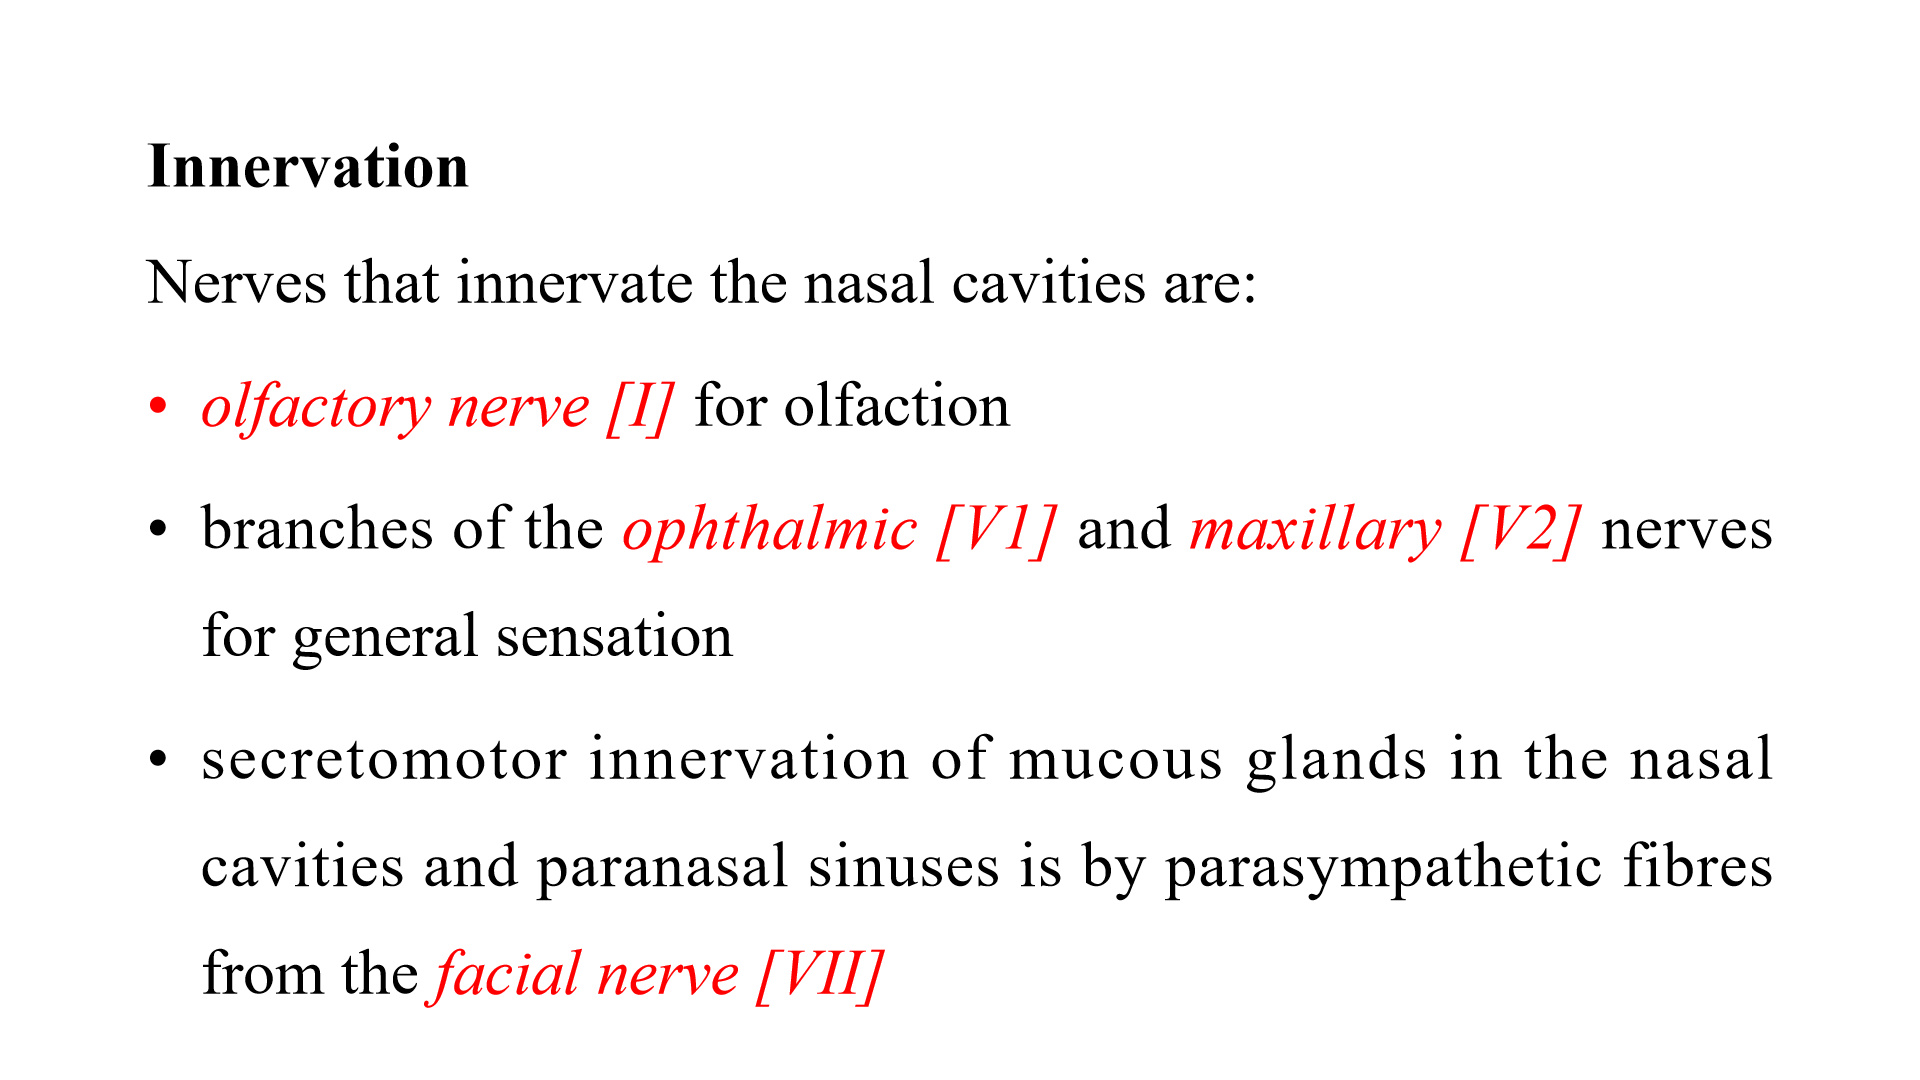 Innervation
Nerves that innervate the nasal cavities are:
• olfactory nerve [I] for olfaction
• branches of the ophthalmic [V1] and maxillary [V2] nerves
for general sensation
• secretomotor innervation of mucous glands in the nasal
cavities and paranasal sinuses is by parasympathetic fibres
from the facial nerve [VII]